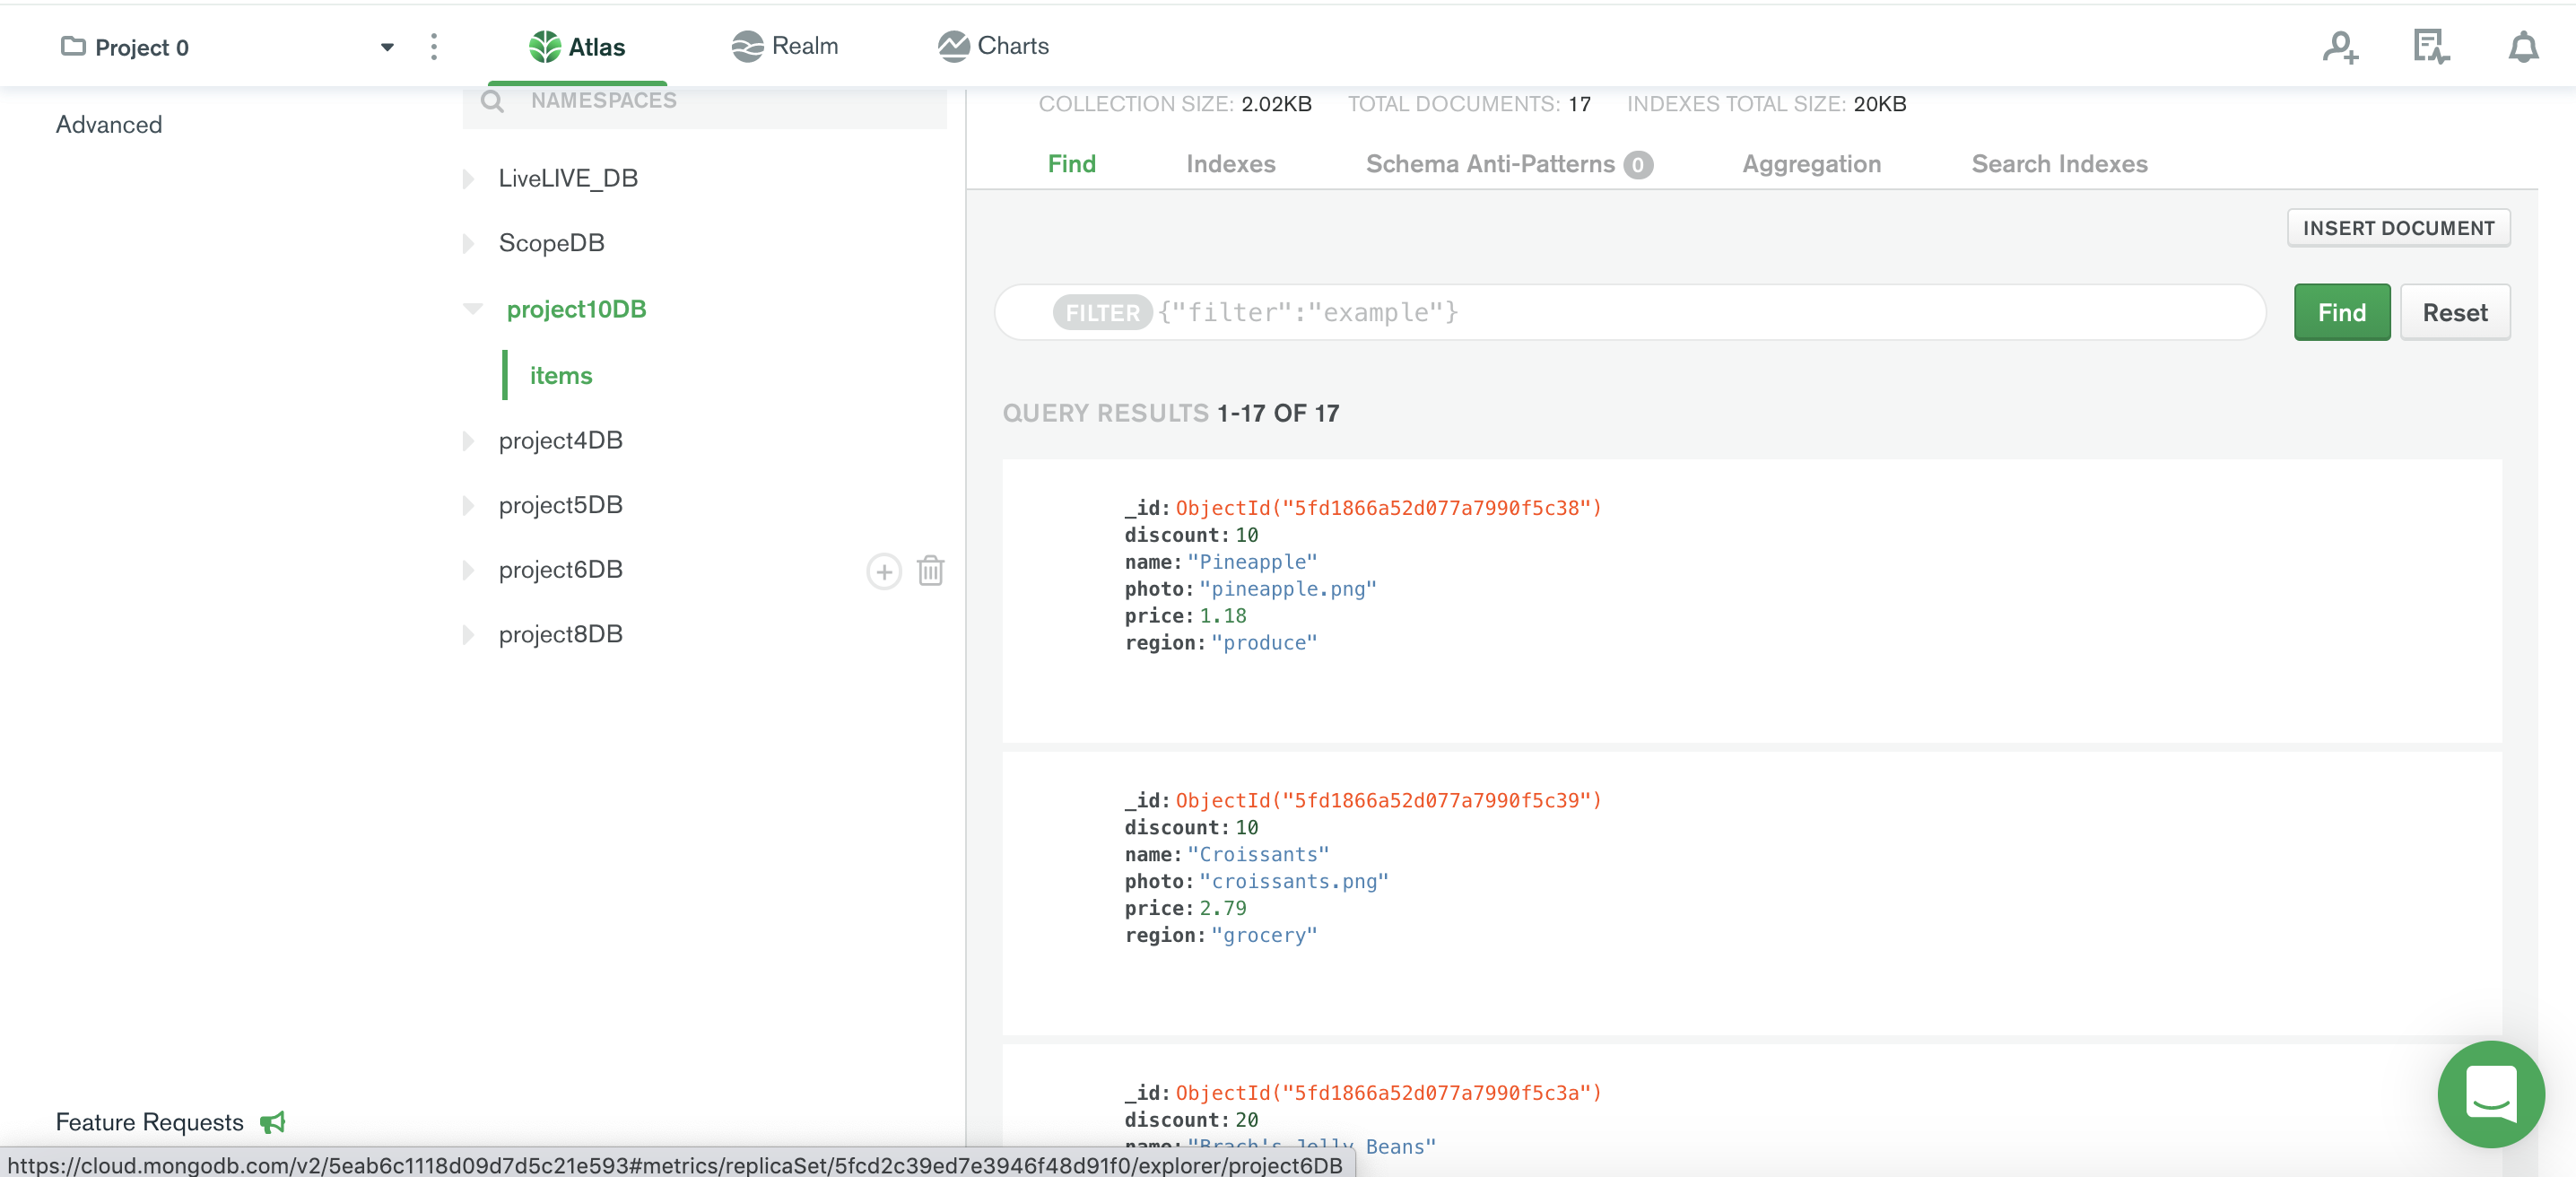 Project 0
Atlas
Realm
Charts
Advanced
NAMESPACES
LiveLIVE_DB
ScopeDB
project10DB
items
project4DB
project5DB
project6DB
project8DB
COLLECTION SIZE: 2.02KB TOTAL DOCUMENTS: 17 INDEXES TOTAL SIZE: 20KB
Find Indexes Schema Anti-Patterns 0 Aggregation Search Indexes
INSERT DOCUMENT
FILTER {"filter":"example"}
Find
Reset
QUERY RESULTS 1-17 OF 17
_id: ObjectId("5fd1866a52d077a7990f5c38")
discount: 10
name: "Pineapple"
photo: "pineapple.png"
price: 1.18
region: "produce"
_id: ObjectId("5fd1866a52d077a7990f5c39")
discount: 10
name: "Croissants"
photo: "croissants.png"
price: 2.79
region: "grocery"
_id: ObjectId("5fd1866a52d077a7990f5c3a")
discount: 20
name: "Brach's Jelly Beans"
Feature Requests
https://cloud.mongodb.com/v2/5eab6c1118d09d7d5c21e593#metrics/replicaSet/5fcd2c39ed7e3946f48d91f0/explorer/project6DB